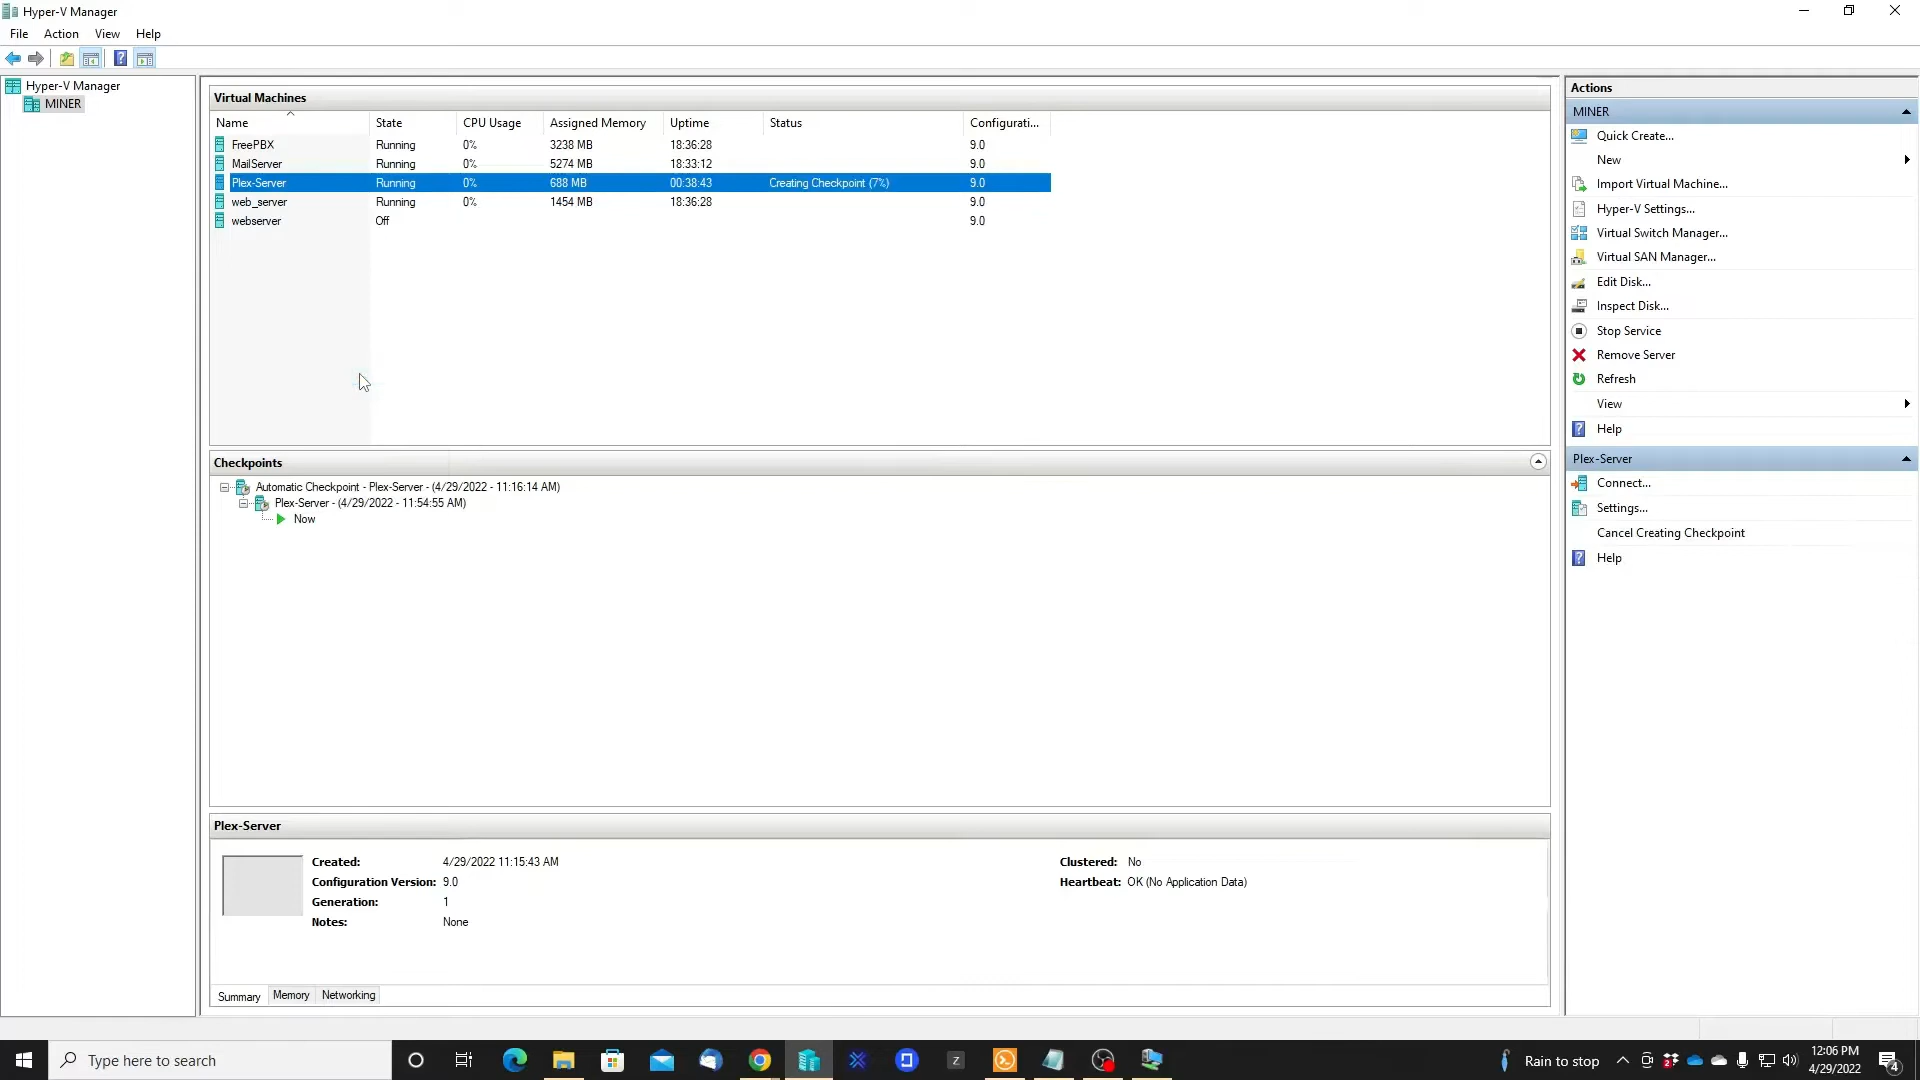 Hyper-V Manager
File Action View Help
Hyper-V Manager
MINER
Virtual Machines
Name State CPU Usage Assigned Memory Uptime Status Configurati...
FreePBX Running 0% 3238 MB 18:36:28 9.0
MailServer Running 0% 5274 MB 18:33:12 9.0
Plex-Server Running 0% 688 MB 00:38:43 Creating Checkpoint (7%) 9.0
web_server Running 0% 1454 MB 18:36:28 9.0
webserver Off 9.0
Checkpoints
Automatic Checkpoint - Plex-Server - (4/29/2022 - 11:16:14 AM)
Plex-Server - (4/29/2022 - 11:54:55 AM)
Now
Plex-Server
Created: 4/29/2022 11:15:43 AM Clustered: No
Configuration Version: 9.0 Heartbeat: OK (No Application Data)
Generation: 1
Notes: None
Summary Memory Networking
Actions
MINER
Quick Create...
New
Import Virtual Machine...
Hyper-V Settings...
Virtual Switch Manager...
Virtual SAN Manager...
Edit Disk...
Inspect Disk...
Stop Service
Remove Server
Refresh
View
Help
Plex-Server
Connect...
Settings...
Cancel Creating Checkpoint
Help
Type here to search
Rain to stop
12:06 PM
4/29/2022
4